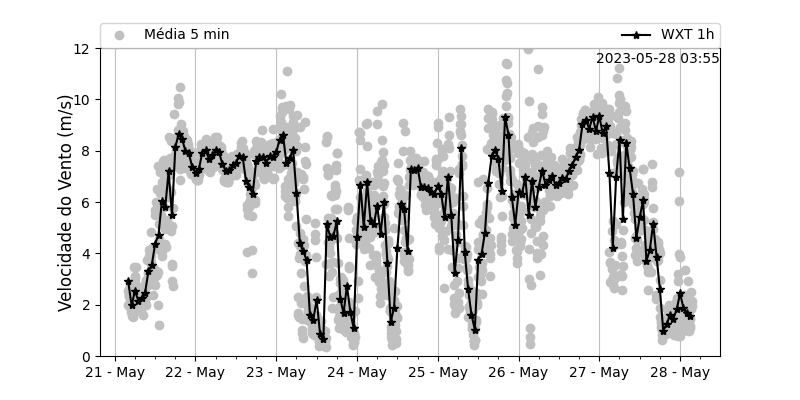 Média 5 min
WXT 1h
2023-05-28 03:55
Velocidade do Vento (m/s)
12
10
8
6
4
2
0
21 - May 22 - May 23 - May 24 - May 25 - May 26 - May 27 - May 28 - May